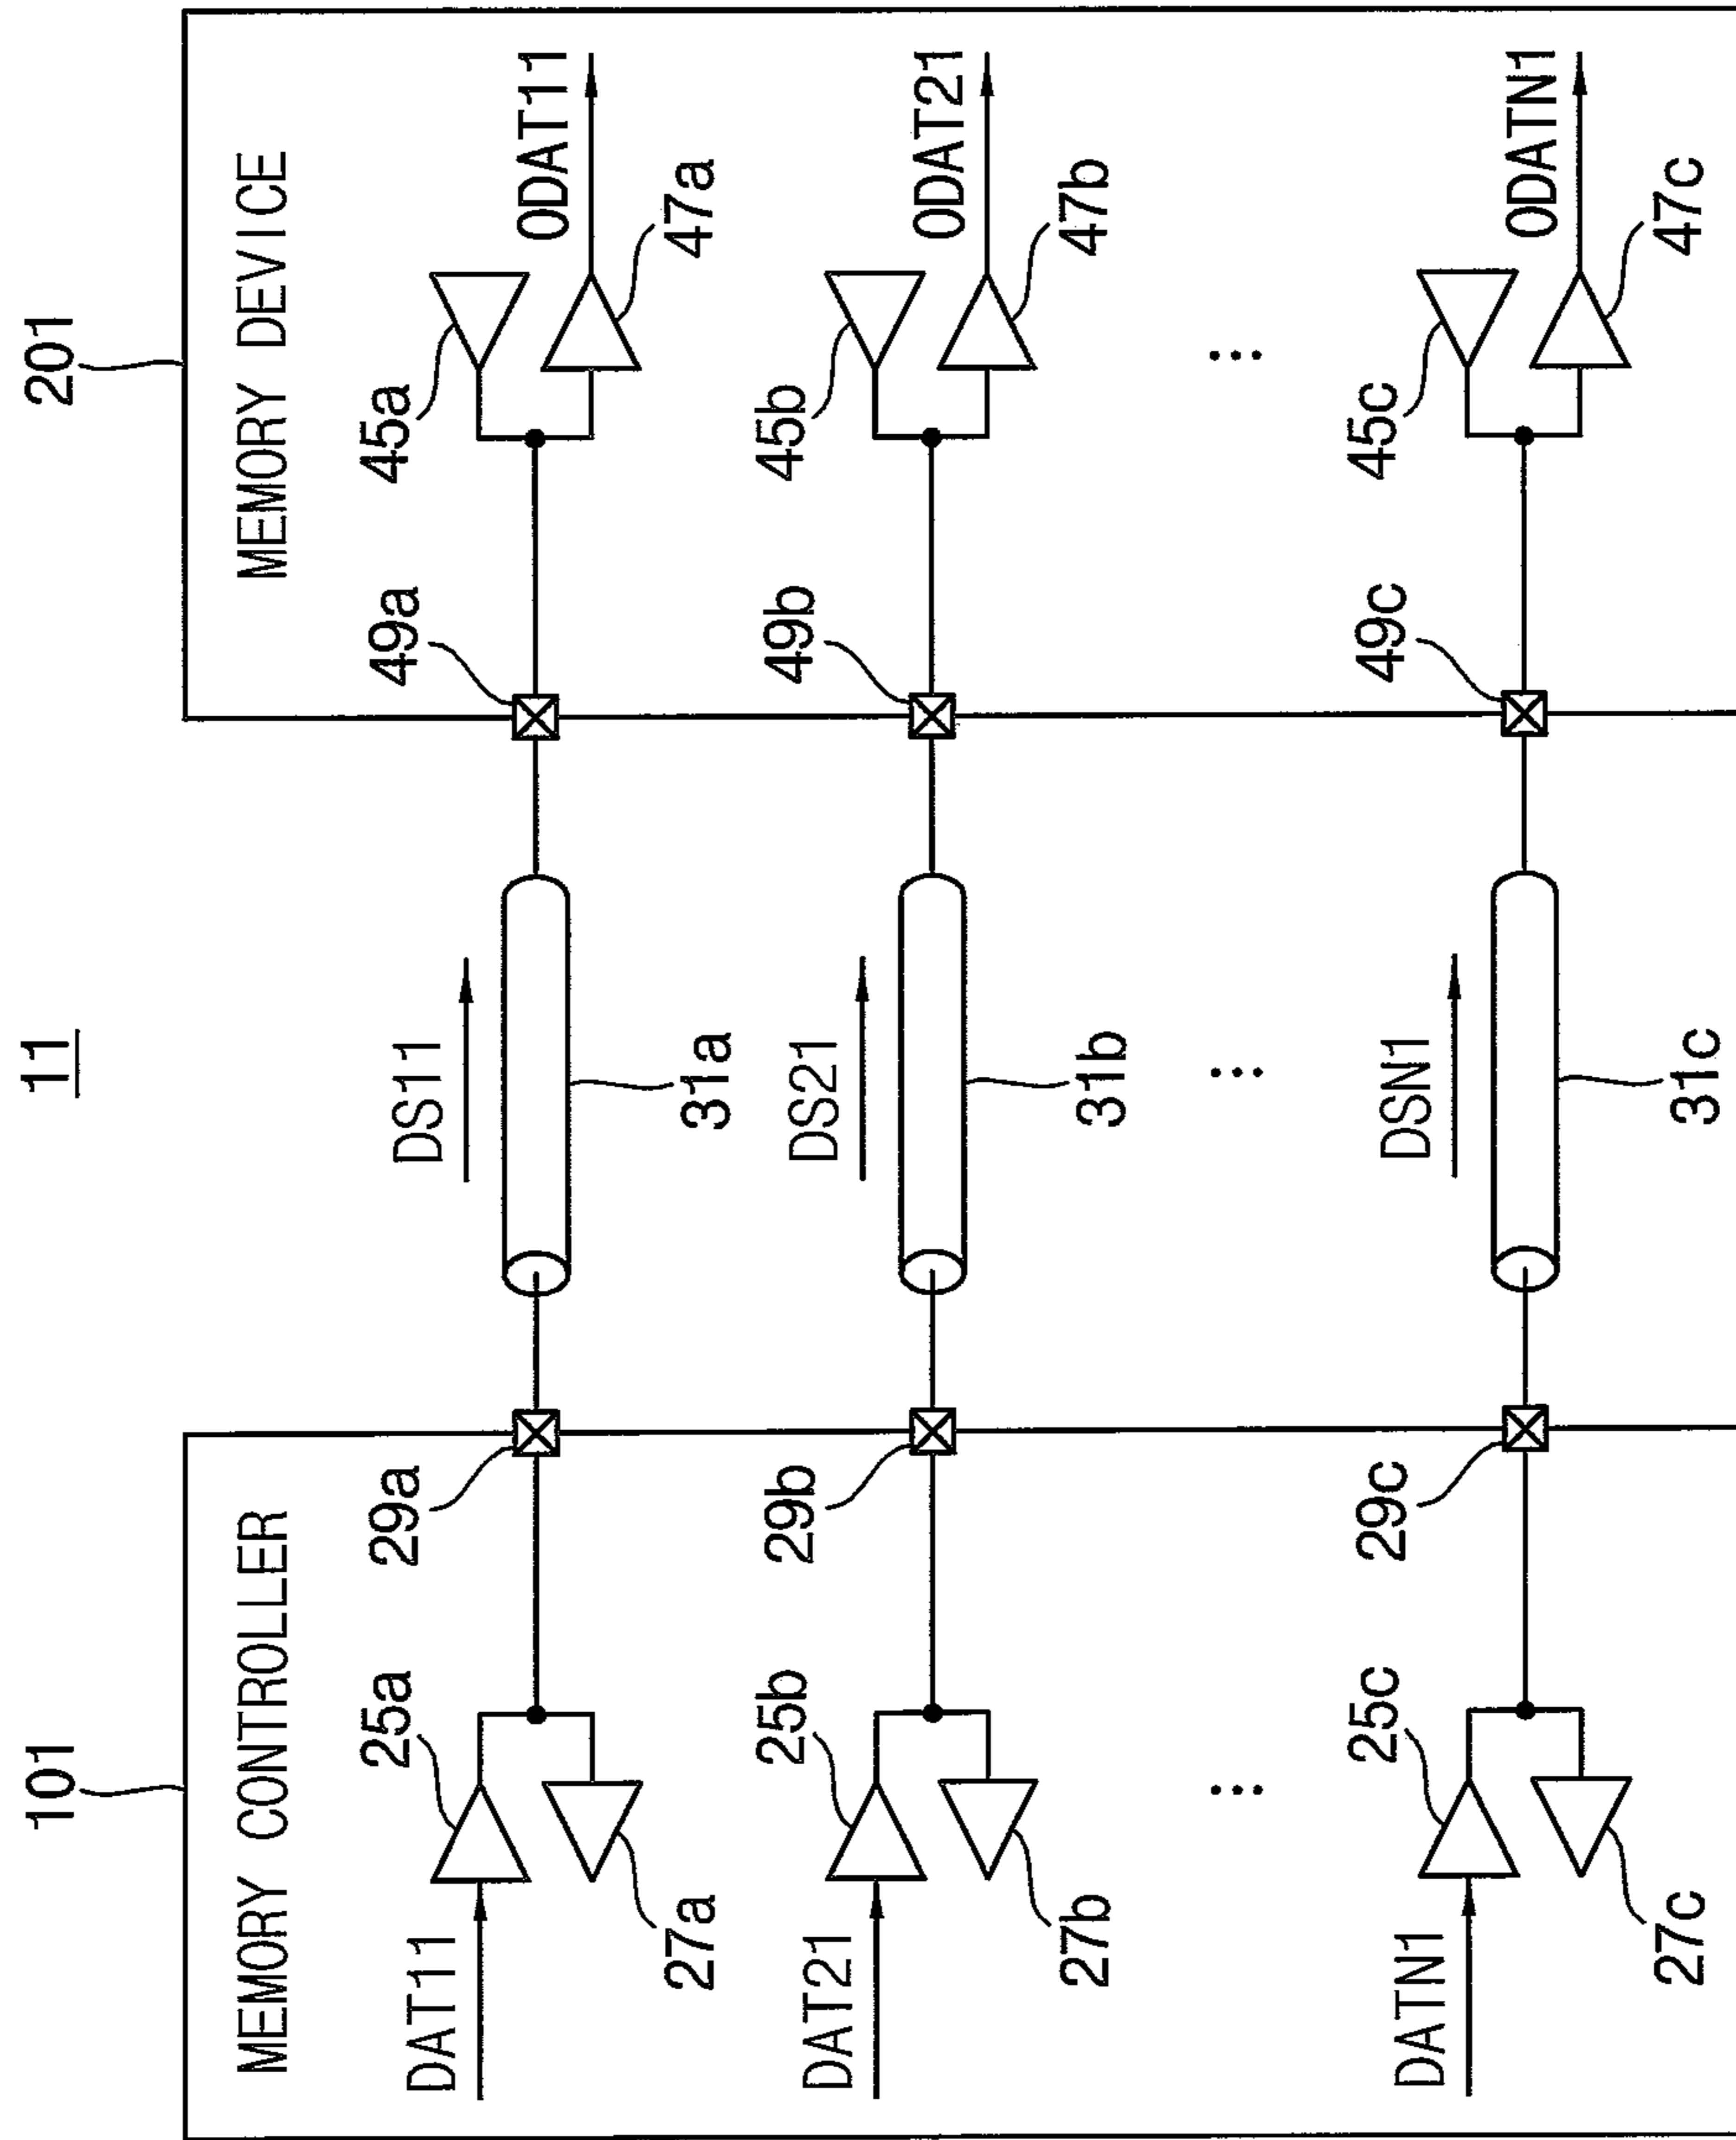 11
101
201
MEMORY CONTROLLER
MEMORY DEVICE
DAT11
25a
27a
29a
DS11
31a
49a
45a
47a
ODAT11
DAT21
25b
27b
29b
DS21
31b
49b
45b
47b
ODAT21
...
...
...
DATN1
25c
27c
29c
DSN1
31c
49c
45c
47c
ODATN1